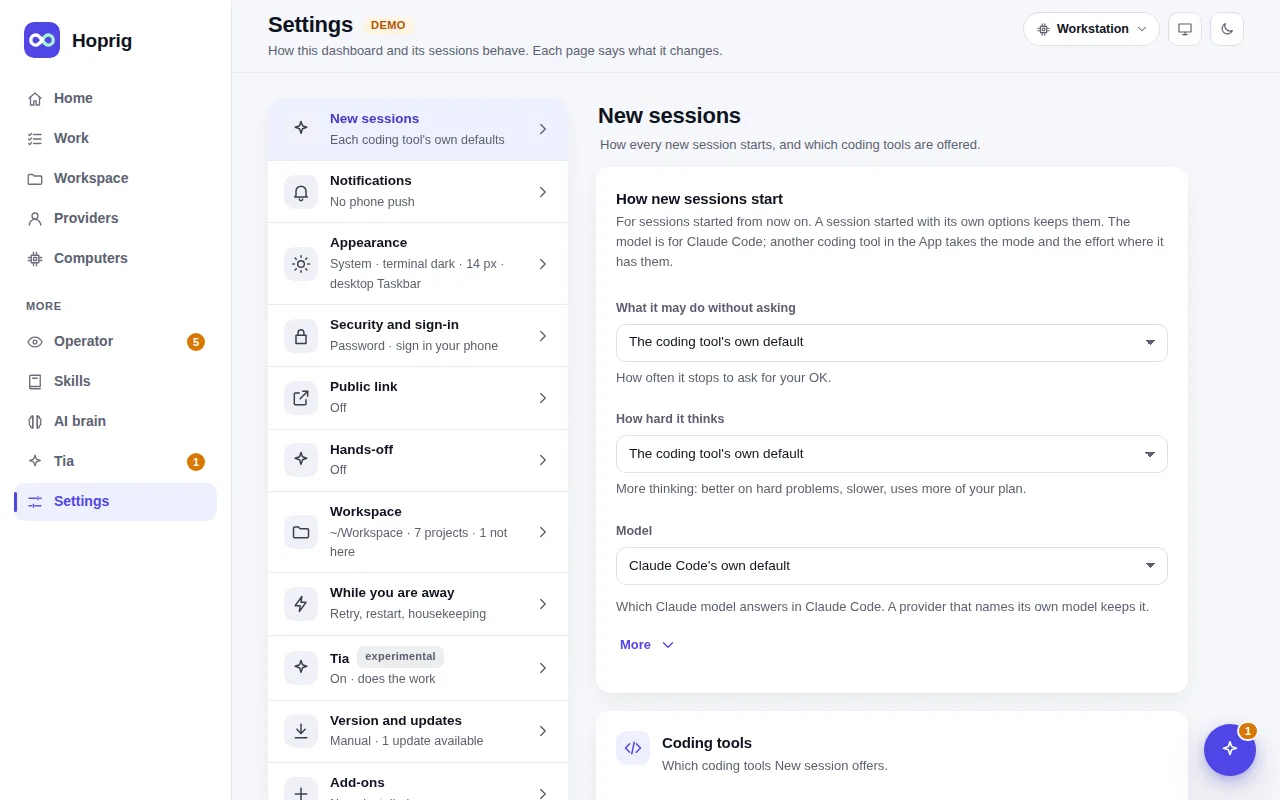 Hoprig
Home
Work
Workspace
Providers
Computers
MORE
Operator 5
Skills
AI brain
Tia 1
Settings
Settings DEMO
How this dashboard and its sessions behave. Each page says what it changes.
Workstation
New sessions
Each coding tool's own defaults
Notifications
No phone push
Appearance
System · terminal dark · 14 px ·
desktop Taskbar
Security and sign-in
Password · sign in your phone
Public link
Off
Hands-off
Off
Workspace
~/Workspace · 7 projects · 1 not
here
While you are away
Retry, restart, housekeeping
Tia experimental
On · does the work
Version and updates
Manual · 1 update available
Add-ons
New sessions
How every new session starts, and which coding tools are offered.
How new sessions start
For sessions started from now on. A session started with its own options keeps them. The
model is for Claude Code; another coding tool in the App takes the mode and the effort where it
has them.
What it may do without asking
The coding tool's own default
How often it stops to ask for your OK.
How hard it thinks
The coding tool's own default
More thinking: better on hard problems, slower, uses more of your plan.
Model
Claude Code's own default
Which Claude model answers in Claude Code. A provider that names its own model keeps it.
More
Coding tools
Which coding tools New session offers.
1